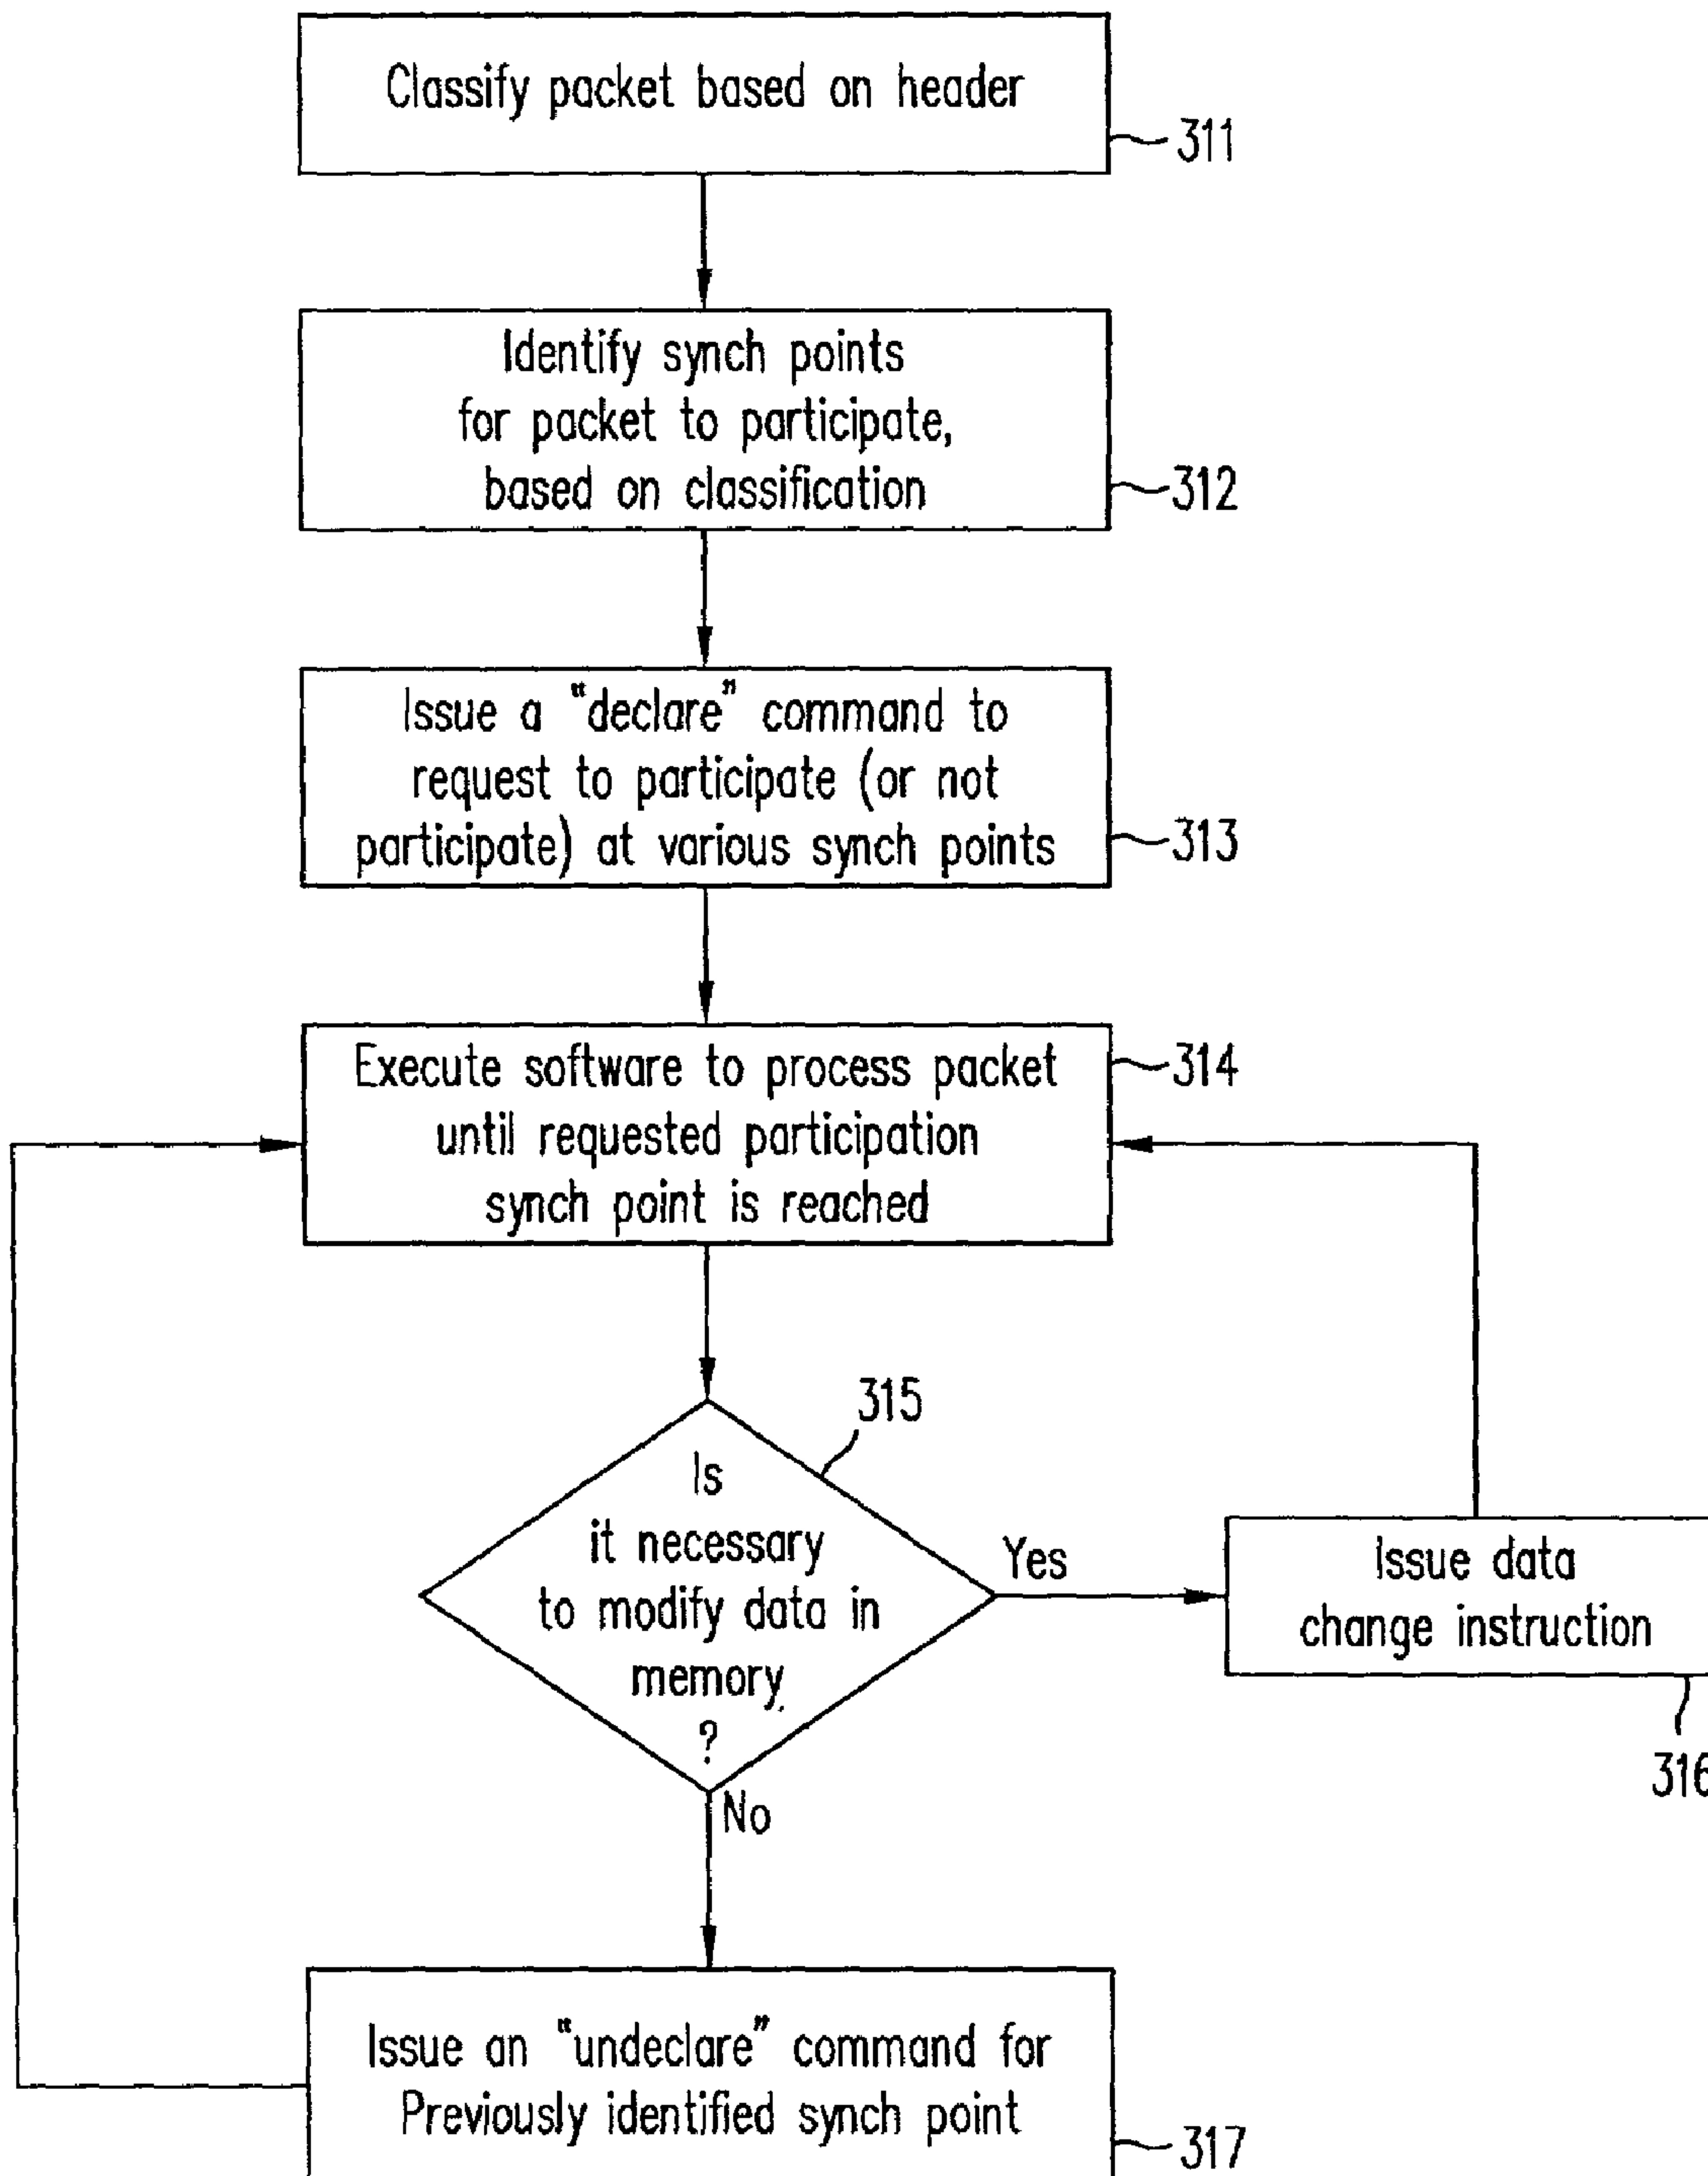 Classify packet based on header
311
Identify synch points
for packet to participate,
based on classification
312
Issue a "declare" command to
request to participate (or not
participate) at various synch points
313
Execute software to process packet
until requested participation
synch point is reached
314
315
Is
it necessary
to modify data in
memory
?
Yes
Issue data
change instruction
316
No
Issue an "undeclare" command for
Previously identified synch point
317